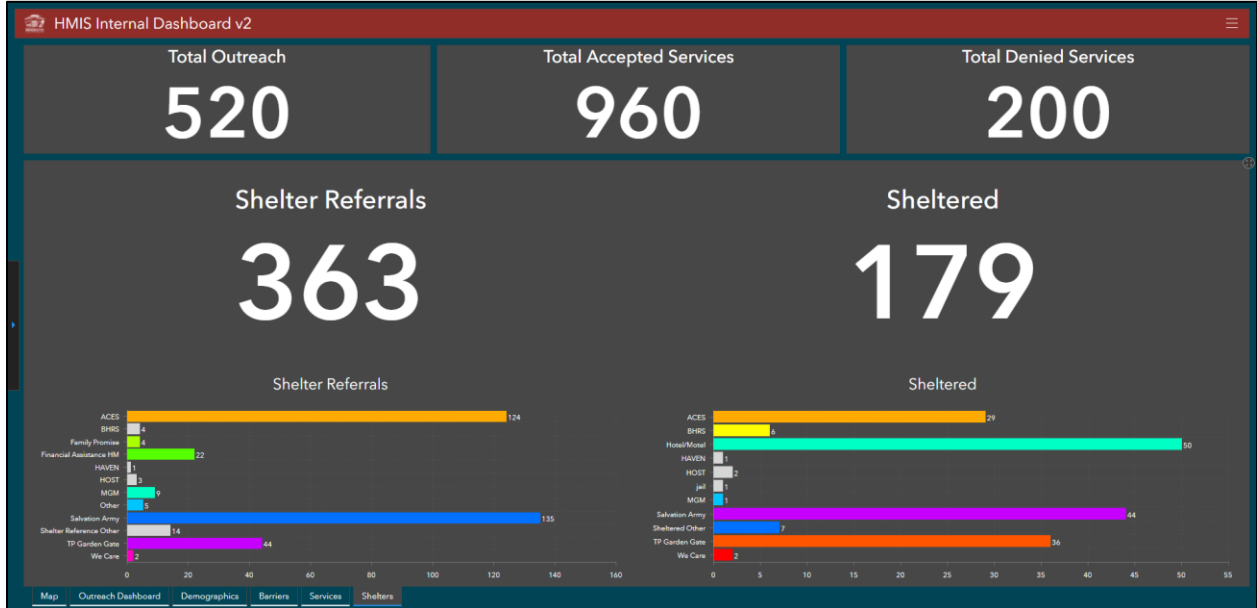 HMIS Internal Dashboard v2
Total Outreach
520
Total Accepted Services
960
Total Denied Services
200
Shelter Referrals
363
Sheltered
179
Shelter Referrals
ACES 124
BHRS 4
Family Promise 4
Financial Assistance HM 22
HAVEN 1
HOST 3
MGM 9
Other 5
Salvation Army 135
Shelter Reference Other 14
TP Garden Gate 44
We Care 2
0 20 40 60 80 100 120 140 160
Sheltered
ACES 29
BHRS 6
Hotel/Motel 50
HAVEN 1
HOST 2
jail 1
MGM 1
Salvation Army 44
Sheltered Other 7
TP Garden Gate 36
We Care 2
0 5 10 15 20 25 30 35 40 45 50 55
Map Outreach Dashboard Demographics Barriers Services Shelters